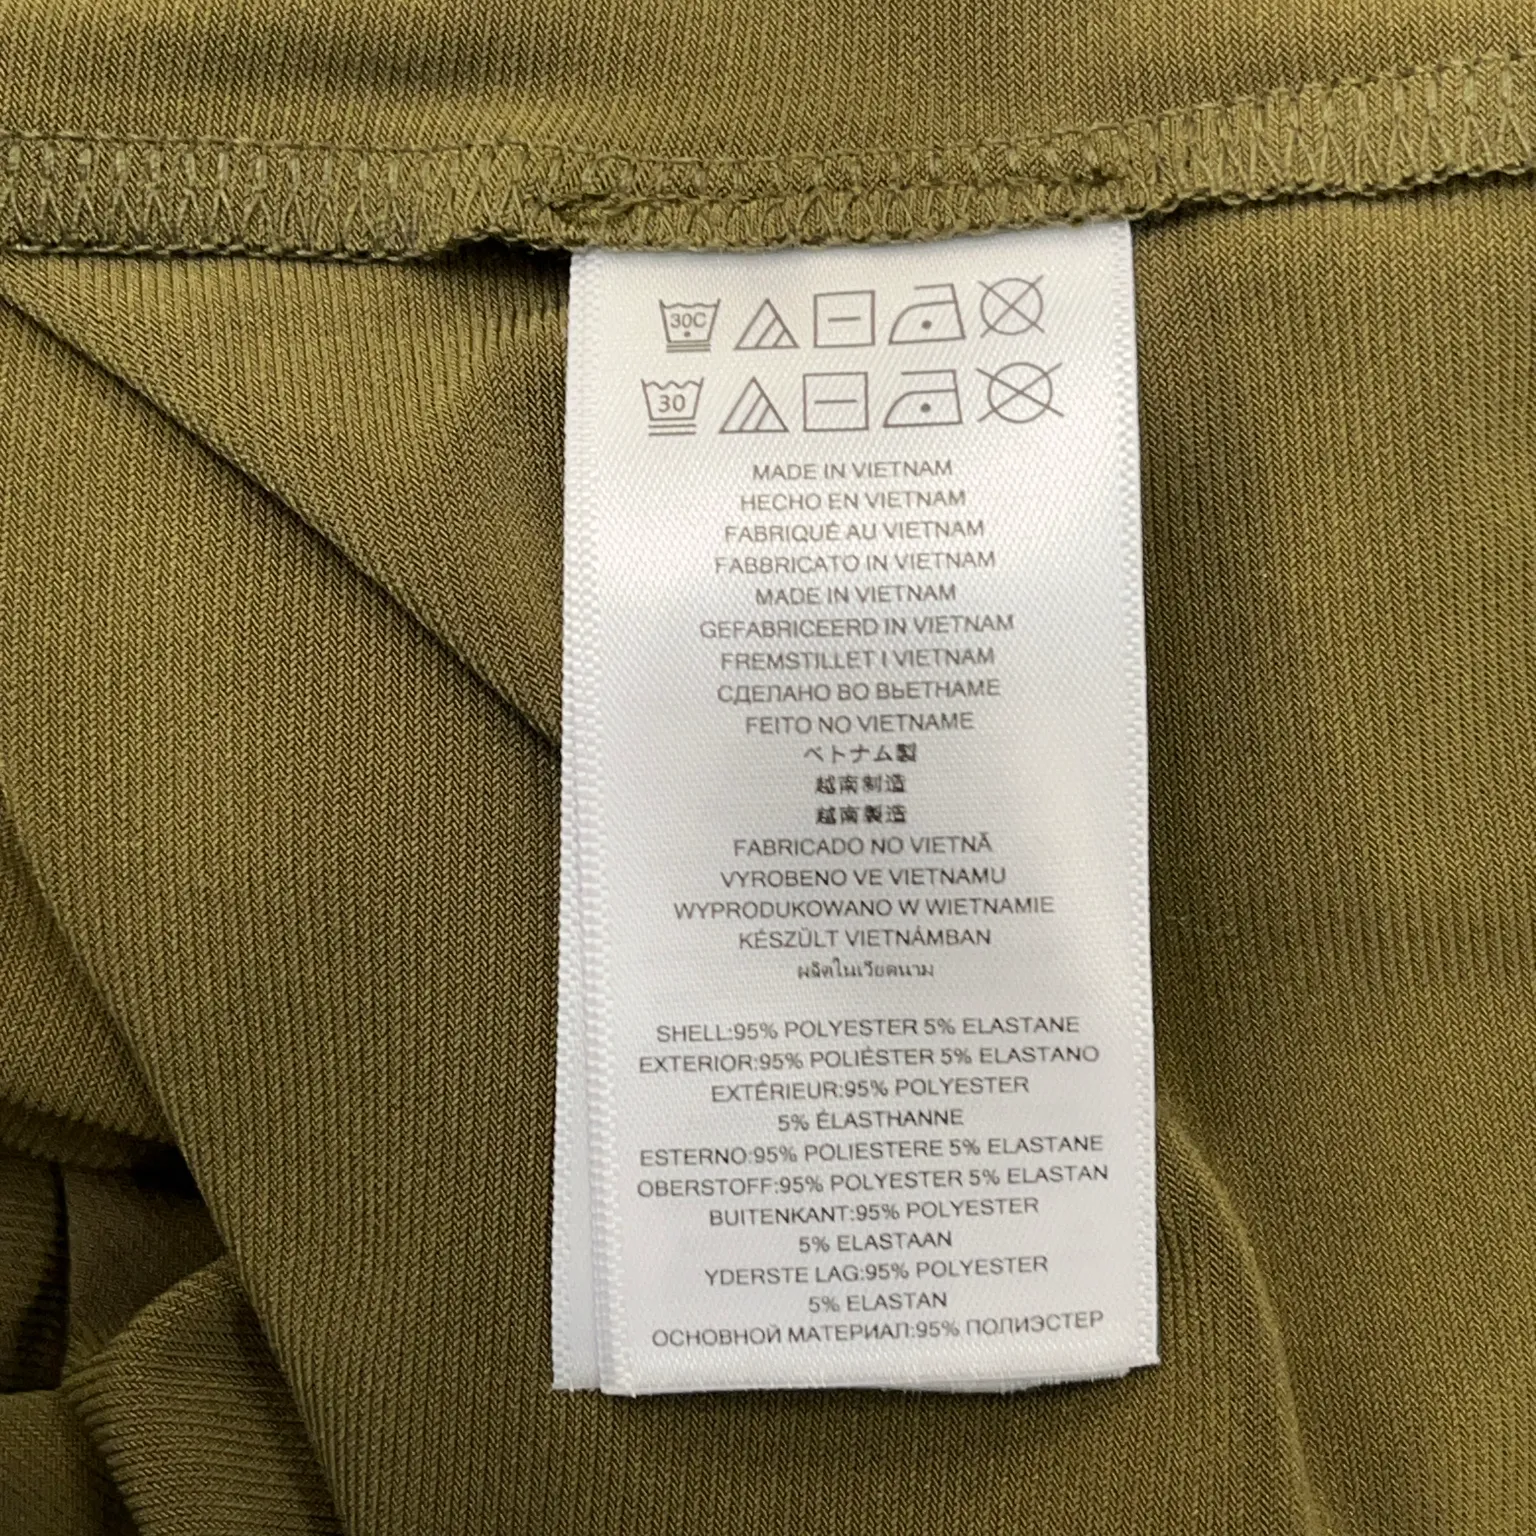 30C
30
MADE IN VIETNAM
HECHO EN VIETNAM
FABRIQUÉ AU VIETNAM
FABBRICATO IN VIETNAM
MADE IN VIETNAM
GEFABRICEERD IN VIETNAM
FREMSTILLET I VIETNAM
СДЕЛАНО ВО ВЬЕТНАМЕ
FEITO NO VIETNAME
ベトナム製
越南制造
越南製造
FABRICADO NO VIETNÃ
VYROBENO VE VIETNAMU
WYPRODUKOWANO W WIETNAMIE
KÉSZÜLT VIETNÁMBAN
ผลิตในเวียดนาม
SHELL:95% POLYESTER 5% ELASTANE
EXTERIOR:95% POLIÉSTER 5% ELASTANO
EXTÉRIEUR:95% POLYESTER
5% ÉLASTHANNE
ESTERNO:95% POLIESTERE 5% ELASTANE
OBERSTOFF:95% POLYESTER 5% ELASTAN
BUITENKANT:95% POLYESTER
5% ELASTAAN
YDERSTE LAG:95% POLYESTER
5% ELASTAN
ОСНОВНОЙ МАТЕРИАЛ:95% ПОЛИЭСТЕР